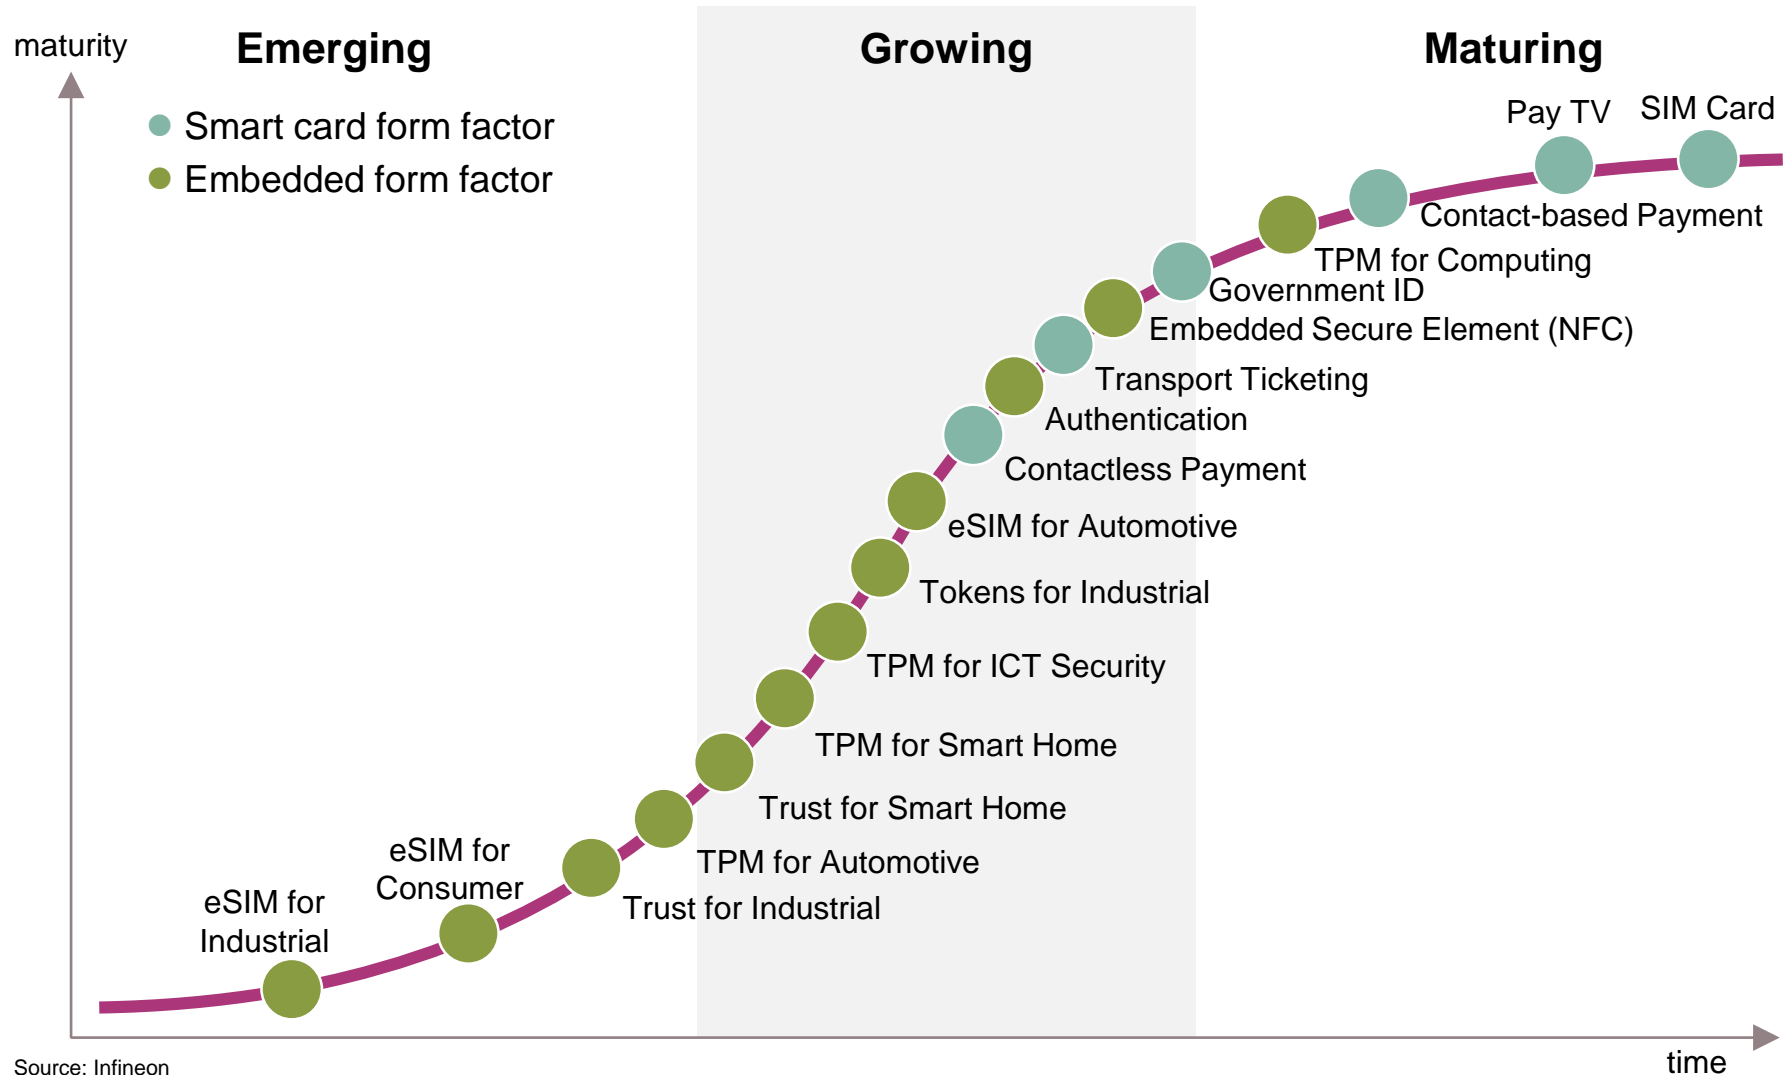 maturity
Emerging
Growing
Maturing
Smart card form factor
Embedded form factor
Pay TV
SIM Card
Contact-based Payment
TPM for Computing
Government ID
Embedded Secure Element (NFC)
Transport Ticketing
Authentication
Contactless Payment
eSIM for Automotive
Tokens for Industrial
TPM for ICT Security
TPM for Smart Home
Trust for Smart Home
TPM for Automotive
Trust for Industrial
eSIM for
Consumer
eSIM for
Industrial
time
Source: Infineon